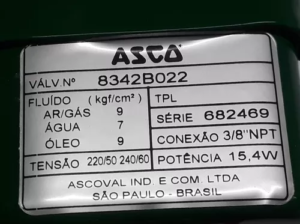 ASCO
VÁLV Nº 8342B022
FLUÍDO (kgf/cm²) TPL
AR/GÁS 9
SÉRIE 682469
ÁGUA 7
CONEXÃO 3/8"NPT
ÓLEO 9
TENSÃO 220/50 240/60 POTÊNCIA 15,4W
ASCOVAL IND E COM. LTDA
SÃO PAULO - BRASIL